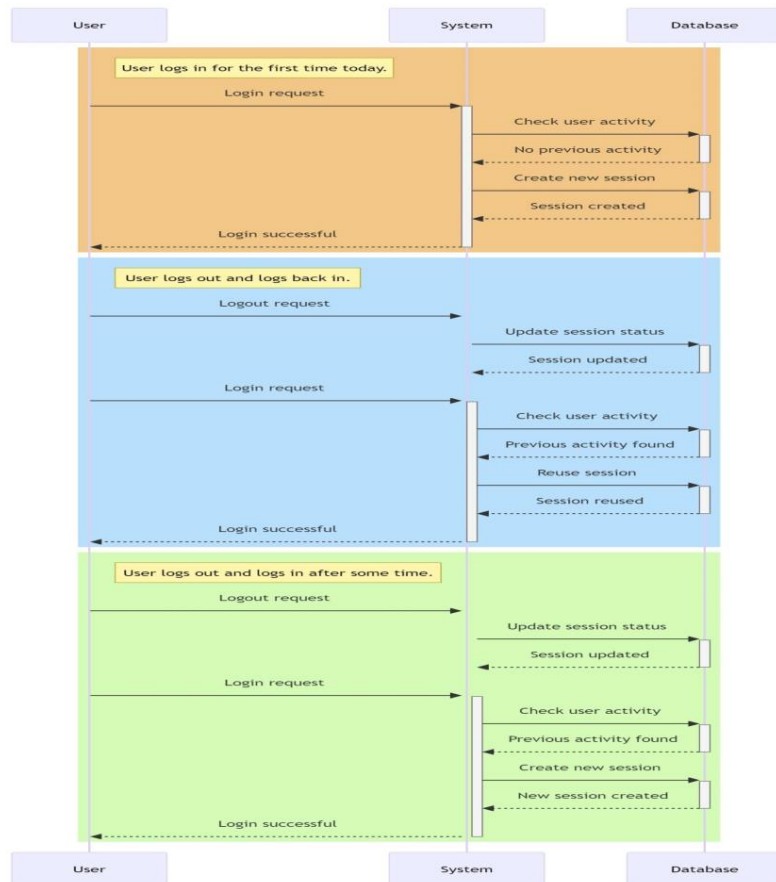 User
System
Database
User logs in for the first time today.
Login request
Check user activity
No previous activity
Create new session
Session created
Login successful
User logs out and logs back in.
Logout request
Update session status
Session updated
Login request
Check user activity
Previous activity found
Reuse session
Session reused
Login successful
User logs out and logs in after some time.
Logout request
Update session status
Session updated
Login request
Check user activity
Previous activity found
Create new session
New session created
Login successful
User
System
Database